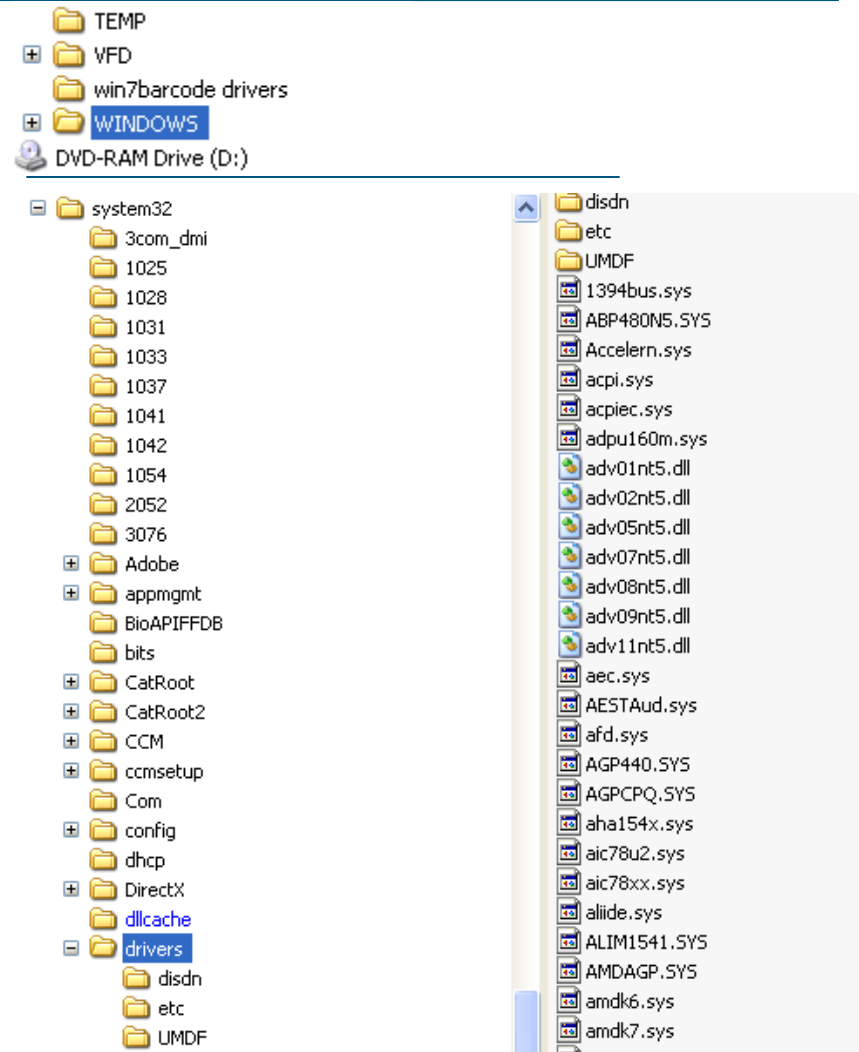 TEMP
VFD
win7barcode drivers
WINDOWS
DVD-RAM Drive (D:)
system32
3com_dmi
1025
1028
1031
1033
1037
1041
1042
1054
2052
3076
Adobe
appmgmt
BioAPIFFDB
bits
CatRoot
CatRoot2
CCM
ccmsetup
Com
config
dhcp
DirectX
dllcache
drivers
disdn
etc
UMDF
disdn
etc
UMDF
1394bus.sys
ABP480N5.SYS
Accelern.sys
acpi.sys
acpiec.sys
adpu160m.sys
adv01nt5.dll
adv02nt5.dll
adv05nt5.dll
adv07nt5.dll
adv08nt5.dll
adv09nt5.dll
adv11nt5.dll
aec.sys
AESTAud.sys
afd.sys
AGP440.SYS
AGPCPQ.SYS
aha154x.sys
aic78u2.sys
aic78xx.sys
aliide.sys
ALIM1541.SYS
AMDAGP.SYS
amdk6.sys
amdk7.sys